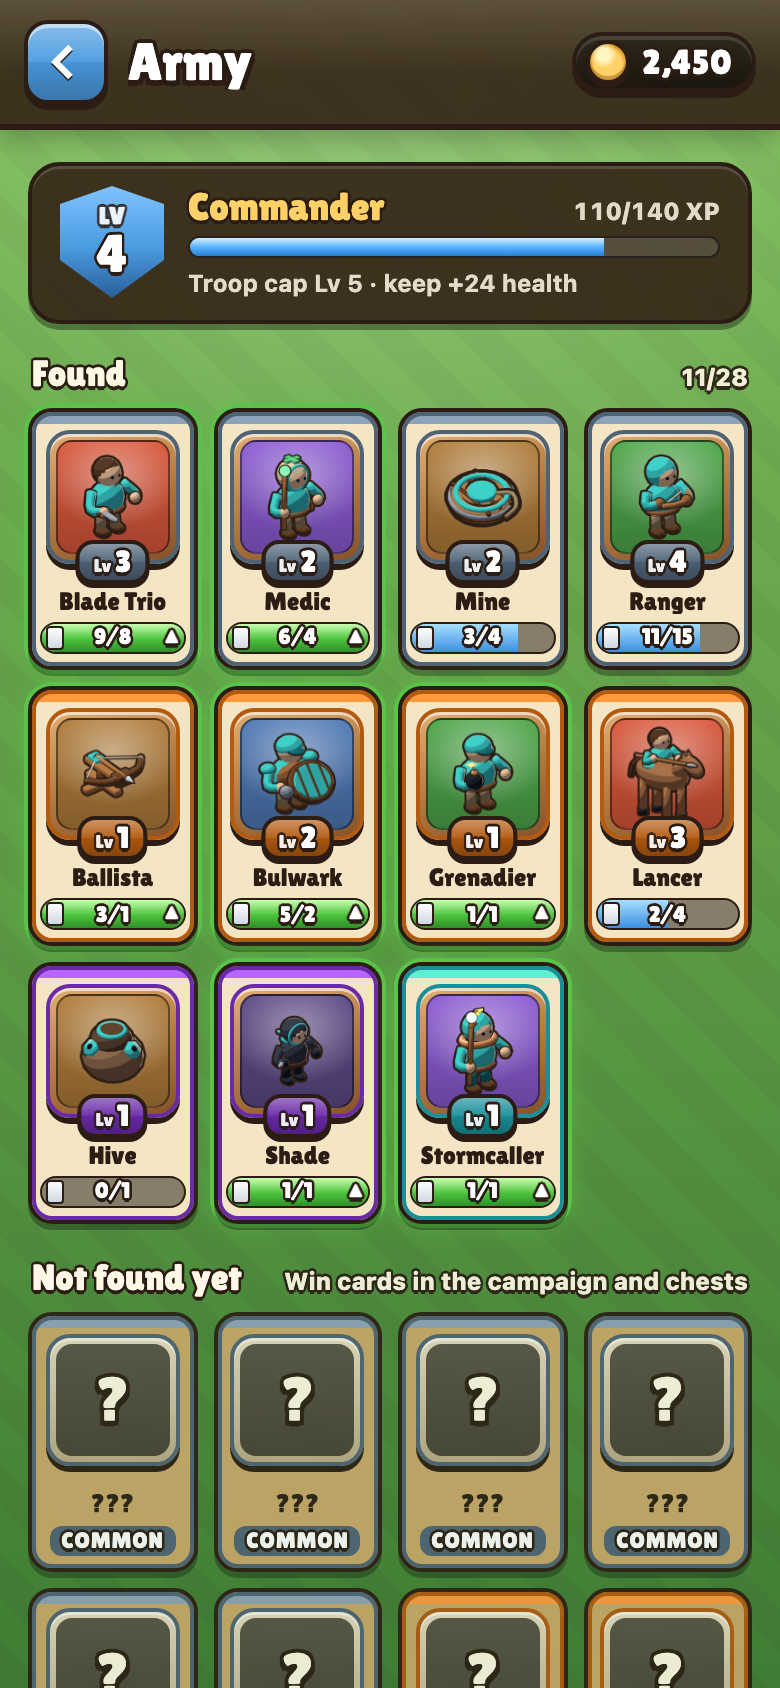 Army
2,450
LV
4
Commander
110/140 XP
Troop cap Lv 5 · keep +24 health
Found
11/28
Lv 3
Lv 2
Lv 2
Lv 4
Blade Trio
Medic
Mine
Ranger
9/8
6/4
3/4
11/15
Lv 1
Lv 2
Lv 1
Lv 3
Ballista
Bulwark
Grenadier
Lancer
3/1
5/2
1/1
2/4
Lv 1
Lv 1
Lv 1
Hive
Shade
Stormcaller
0/1
1/1
1/1
Not found yet
Win cards in the campaign and chests
?
?
?
?
???
???
???
???
COMMON
COMMON
COMMON
COMMON
?
?
?
?